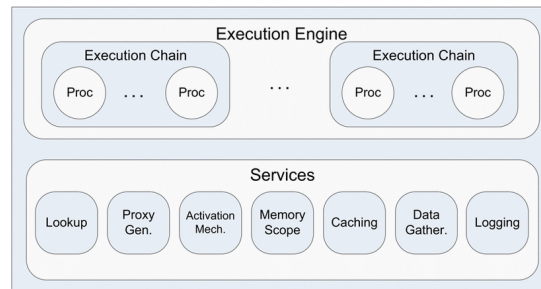 Execution Engine
Execution Chain
Proc ... Proc
...
Execution Chain
Proc ... Proc
Services
Lookup
Proxy
Gen.
Activation
Mech.
Memory
Scope
Caching
Data
Gather.
Logging